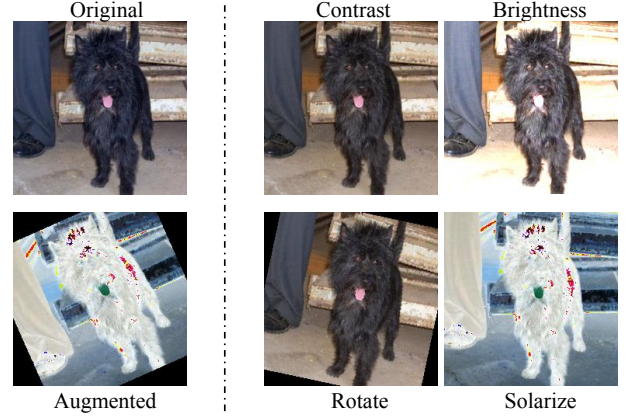 Original
Contrast
Brightness
Augmented
Rotate
Solarize